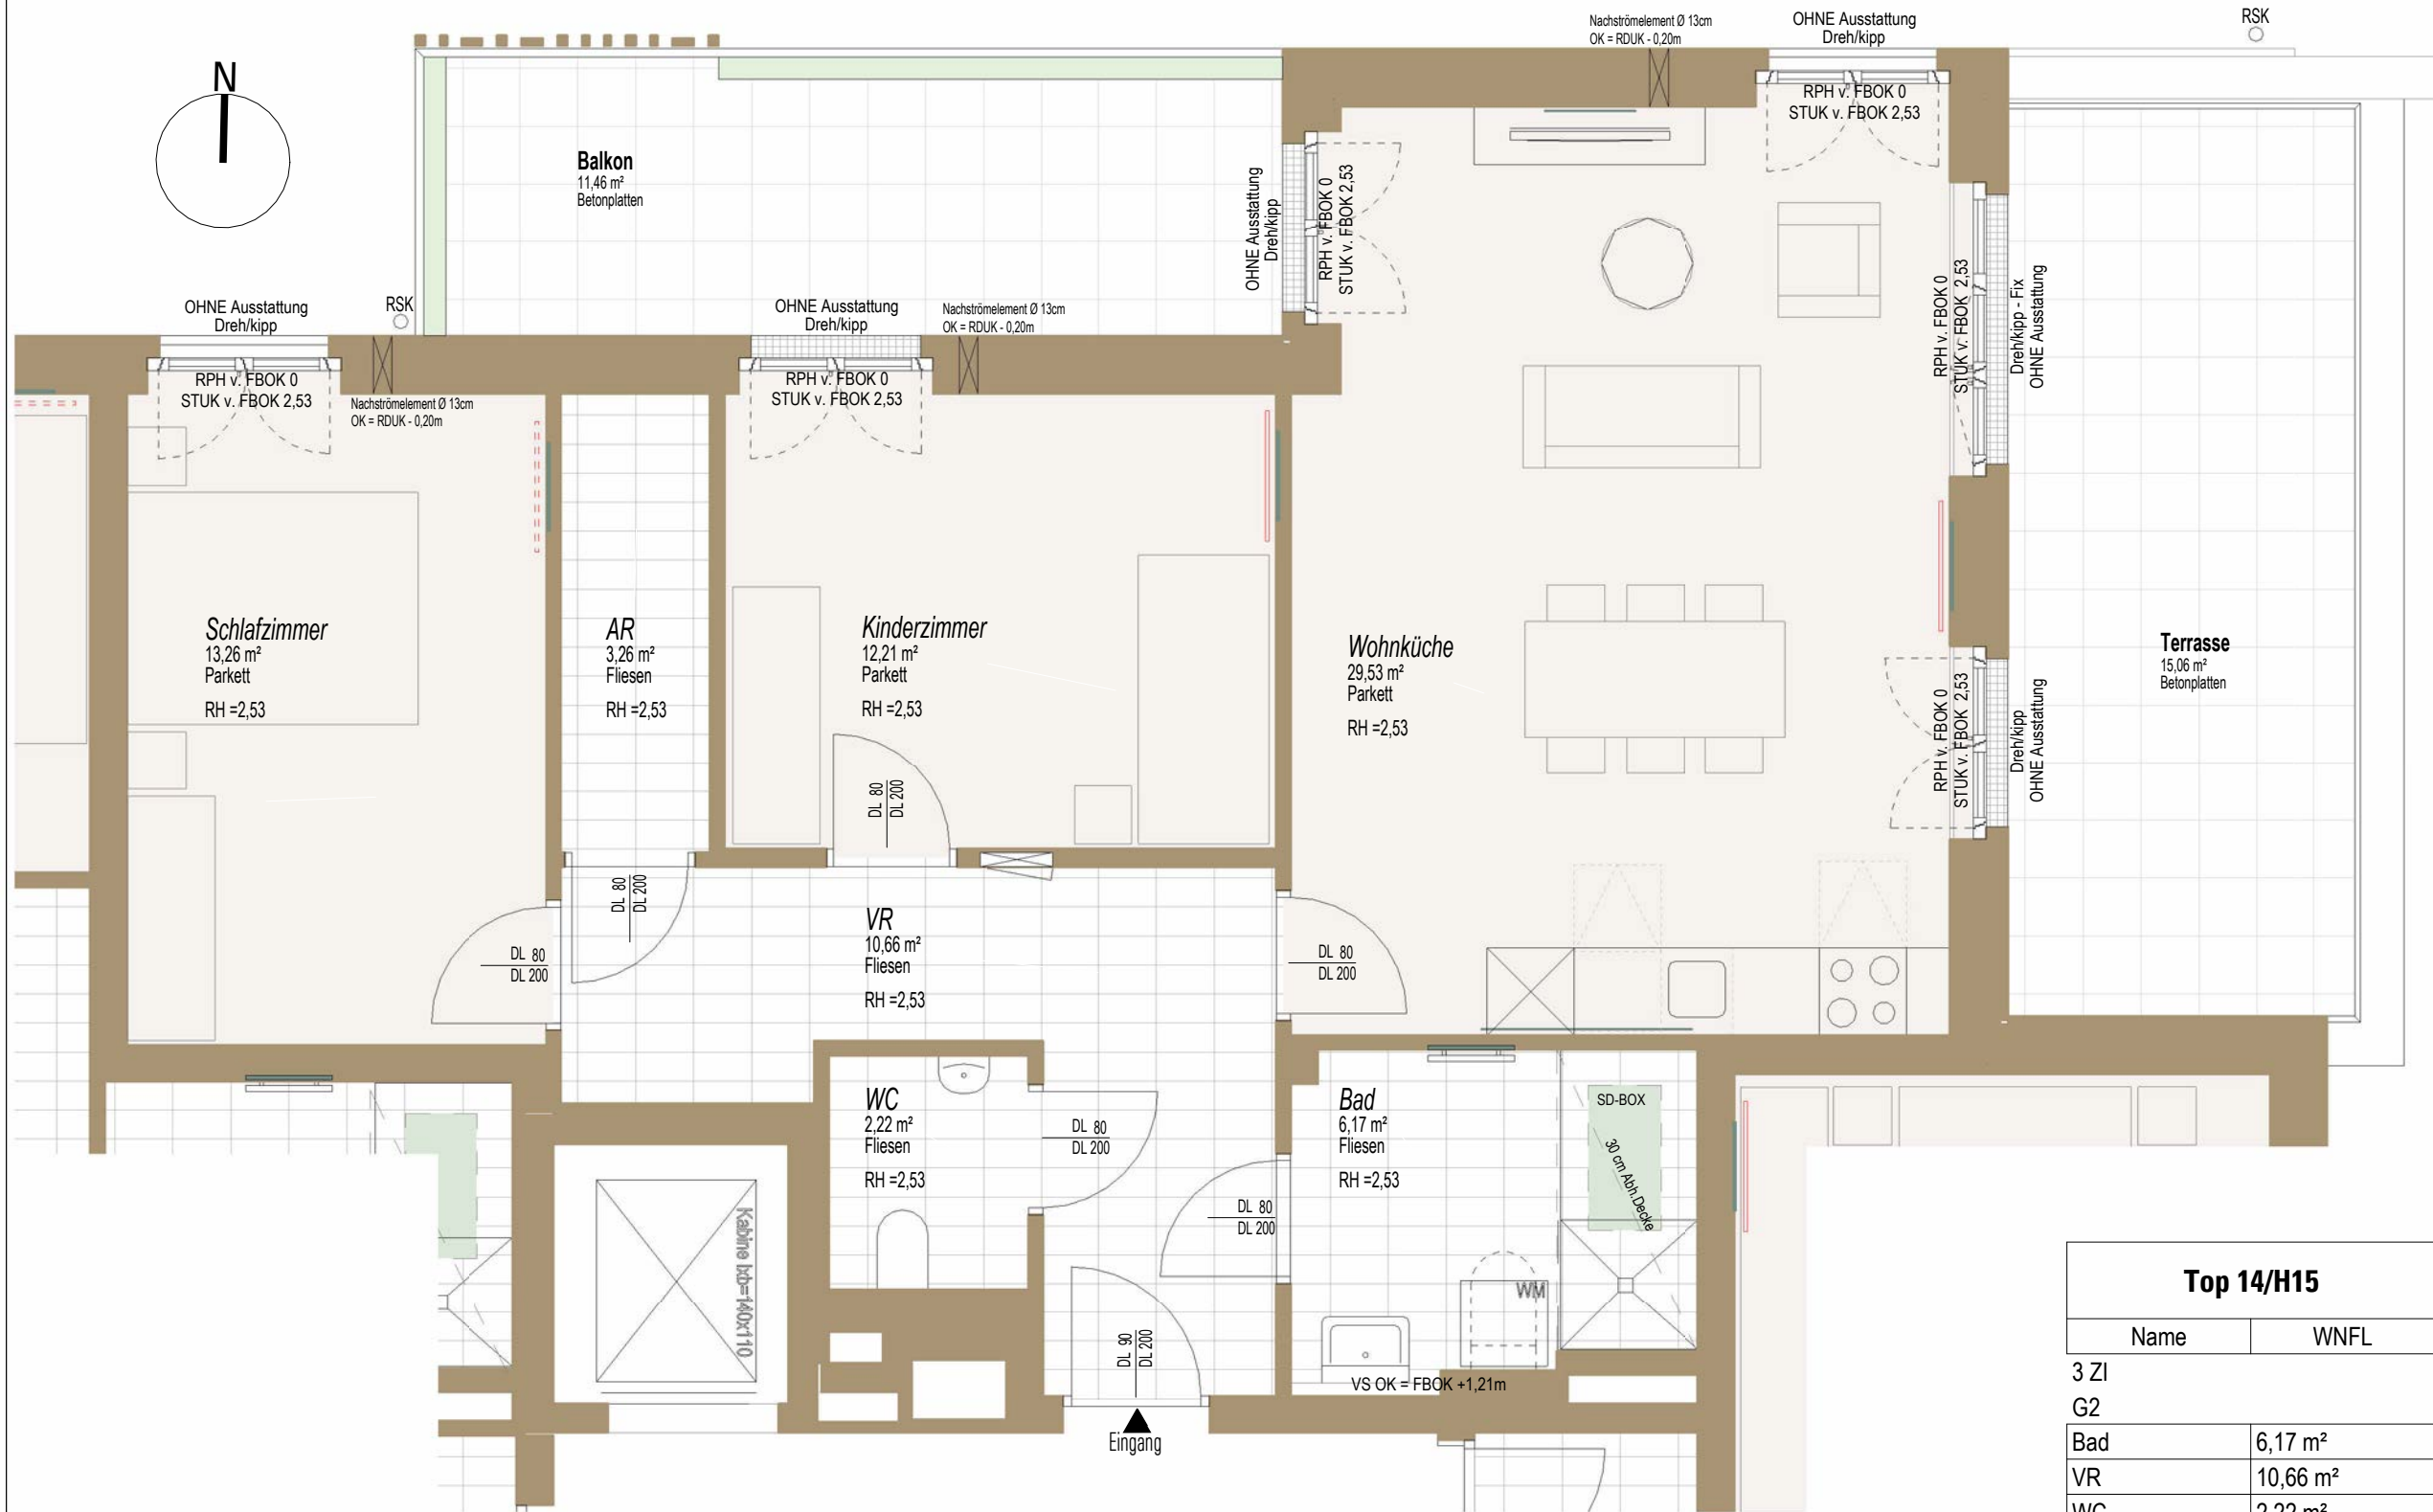 Nachströmelement Ø 13cm
OK = RDUK - 0,20m
OHNE Ausstattung
Dreh/kipp
RSK
N
RPH v. FBOK 0
STUK v. FBOK 2,53
Balkon
11,46 m²
Betonplatten
OHNE Ausstattung
Dreh/kipp
RPH v. FBOK 0
STUK v. FBOK 2,53
RPH v. FBOK 0
STUK v. FBOK 2,53
Dreh/kipp - Fix
OHNE Ausstattung
OHNE Ausstattung
Dreh/kipp
RSK
OHNE Ausstattung
Dreh/kipp
Nachströmelement Ø 13cm
OK = RDUK - 0,20m
RPH v. FBOK 0
STUK v. FBOK 2,53
Nachströmelement Ø 13cm
OK = RDUK - 0,20m
RPH v. FBOK 0
STUK v. FBOK 2,53
Schlafzimmer
13,26 m²
Parkett
RH =2,53
AR
3,26 m²
Fliesen
RH =2,53
Kinderzimmer
12,21 m²
Parkett
RH =2,53
Wohnküche
29,53 m²
Parkett
RH =2,53
Terrasse
15,06 m²
Betonplatten
RPH v. FBOK 0
STUK v. FBOK 2,53
Dreh/kipp
OHNE Ausstattung
DL 80
DL 200
DL 80
DL 200
DL 80
DL 200
VR
10,66 m²
Fliesen
RH =2,53
DL 80
DL 200
WC
2,22 m²
Fliesen
RH =2,53
DL 80
DL 200
Bad
6,17 m²
Fliesen
RH =2,53
SD-BOX
30 cm Abh.Decke
DL 80
DL 200
Kabine lxb=140x110
WM
DL 90
DL 200
VS OK = FBOK +1,21m
Eingang
Top 14/H15
Name WNFL
3 ZI
G2
Bad 6,17 m²
VR 10,66 m²
WC 2,22 m²